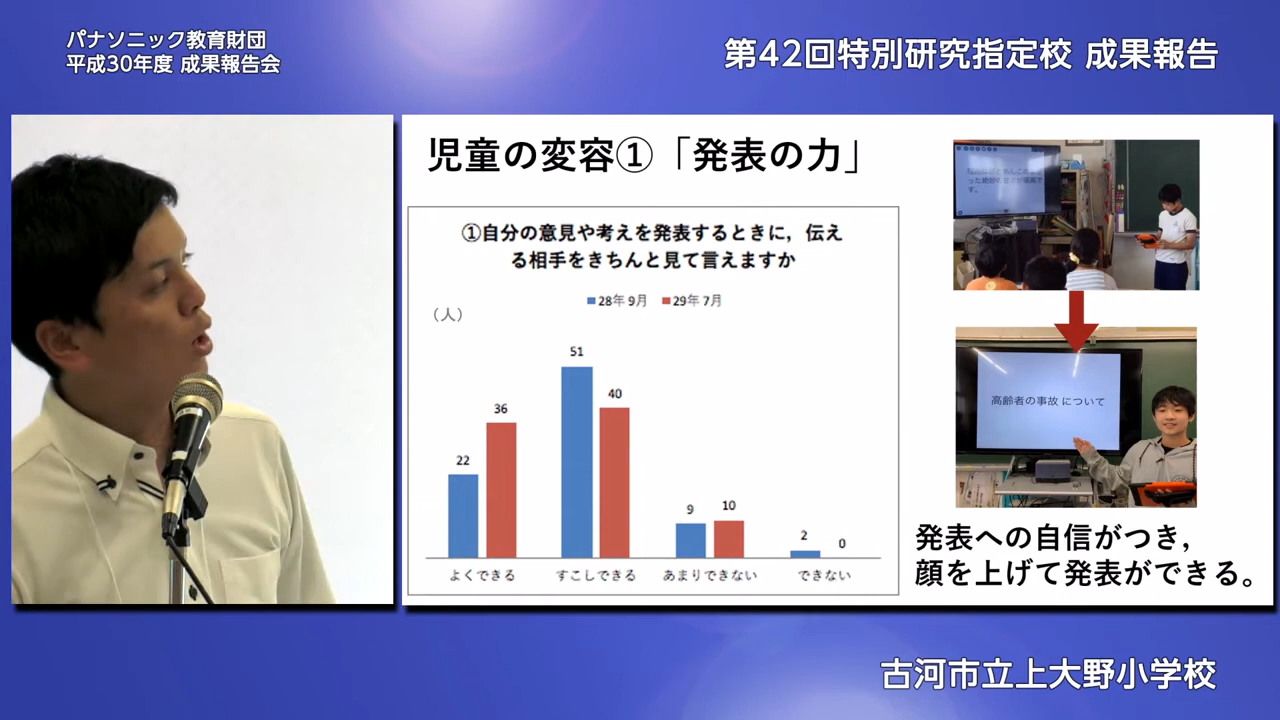 パナソニック教育財団
平成30年度 成果報告会
第42回特別研究指定校 成果報告
児童の変容①「発表の力」
①自分の意見や考えを発表するときに，伝え
る相手をきちんと見て言えますか
28年 9月 29年 7月
（人）
22 36 51 40 9 10 2 0
よくできる すこしできる あまりできない できない
高齢者の事故 について
発表への自信がつき，
顔を上げて発表ができる。
古河市立上大野小学校